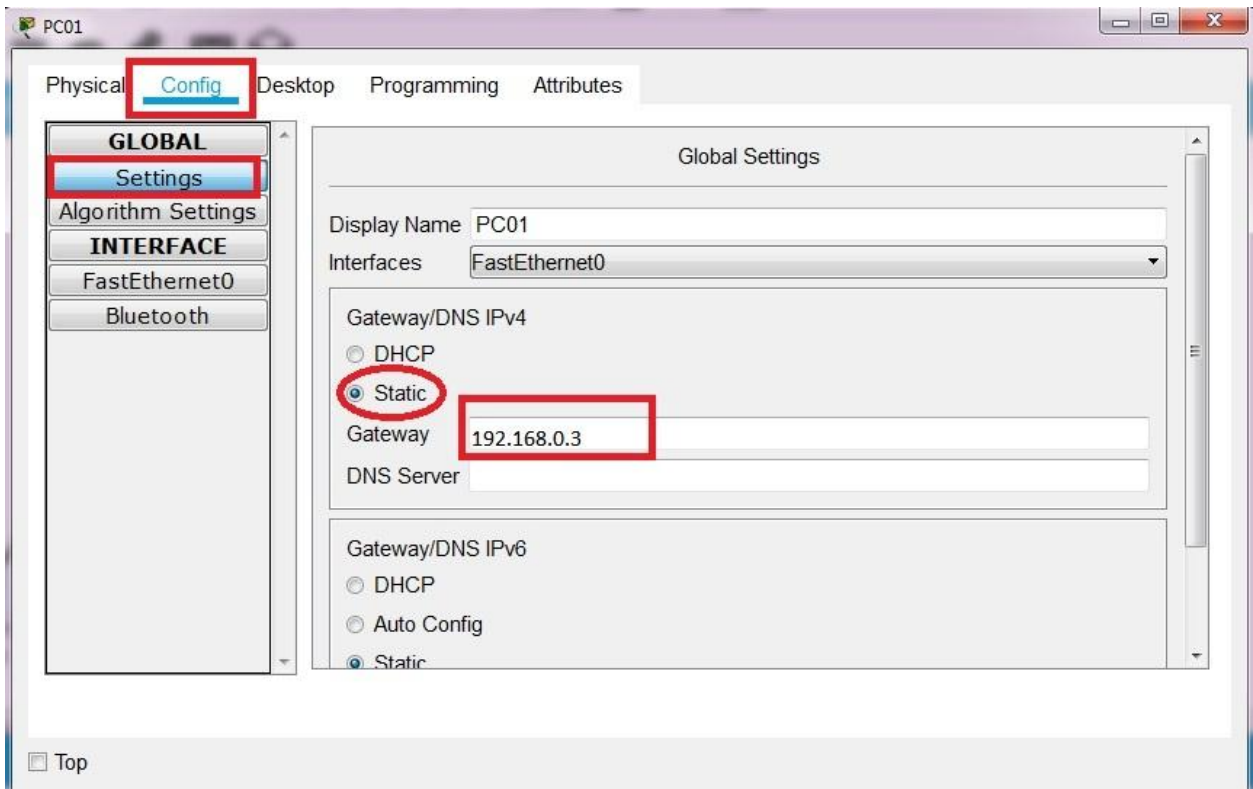 PC01
Physical Config Desktop Programming Attributes
GLOBAL
Settings
Algorithm Settings
INTERFACE
FastEthernet0
Bluetooth
Global Settings
Display Name PC01
Interfaces FastEthernet0
Gateway/DNS IPv4
DHCP
Static
Gateway 192.168.0.3
DNS Server
Gateway/DNS IPv6
DHCP
Auto Config
Static
Top